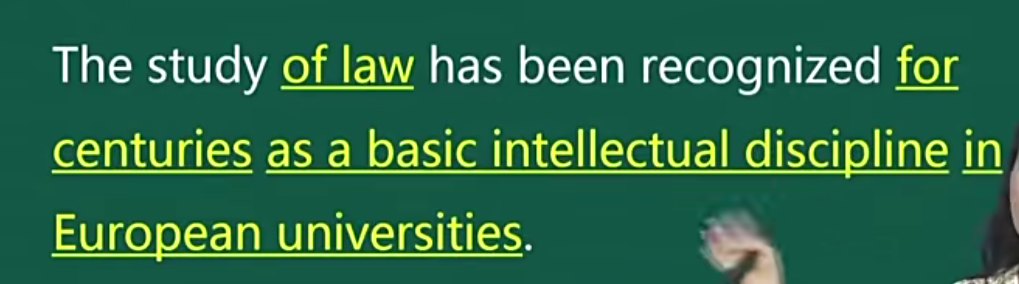 The study of law has been recognized for
centuries as a basic intellectual discipline in
European universities.